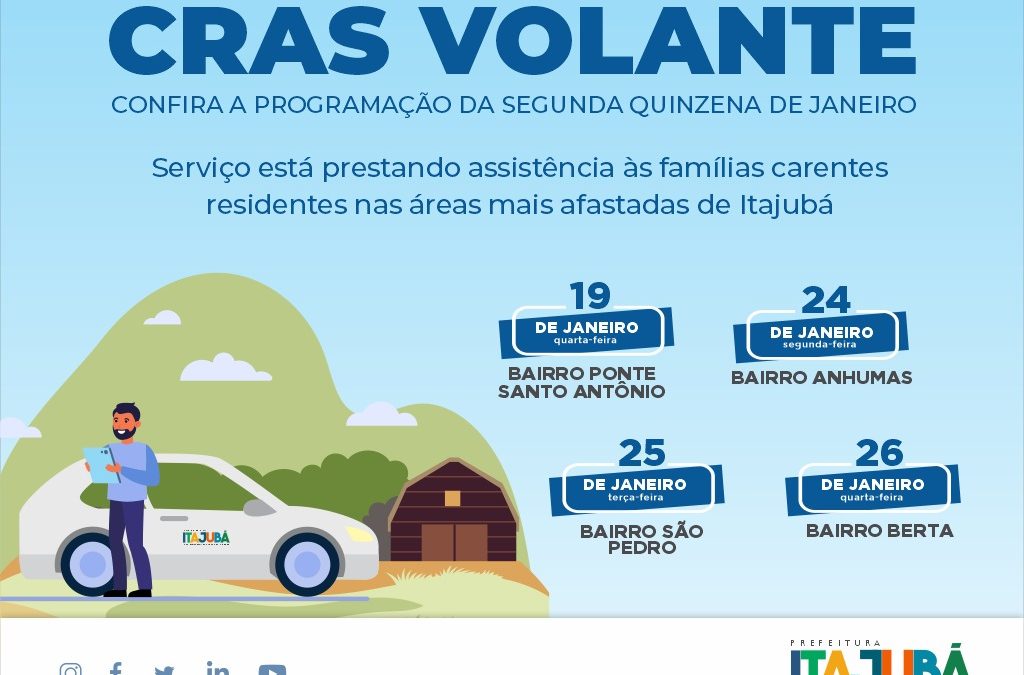 CRAS VOLANTE
CONFIRA A PROGRAMAÇÃO DA SEGUNDA QUINZENA DE JANEIRO
Serviço está prestando assistência às famílias carentes
residentes nas áreas mais afastadas de Itajubá
19
DE JANEIRO
quarta-feira
BAIRRO PONTE
SANTO ANTÔNIO
24
DE JANEIRO
segunda-feira
BAIRRO ANHUMAS
25
DE JANEIRO
terça-feira
BAIRRO SÃO
PEDRO
26
DE JANEIRO
quarta-feira
BAIRRO BERTA
ITAJUBÁ
PREFEITURA
ITAJUBÁ